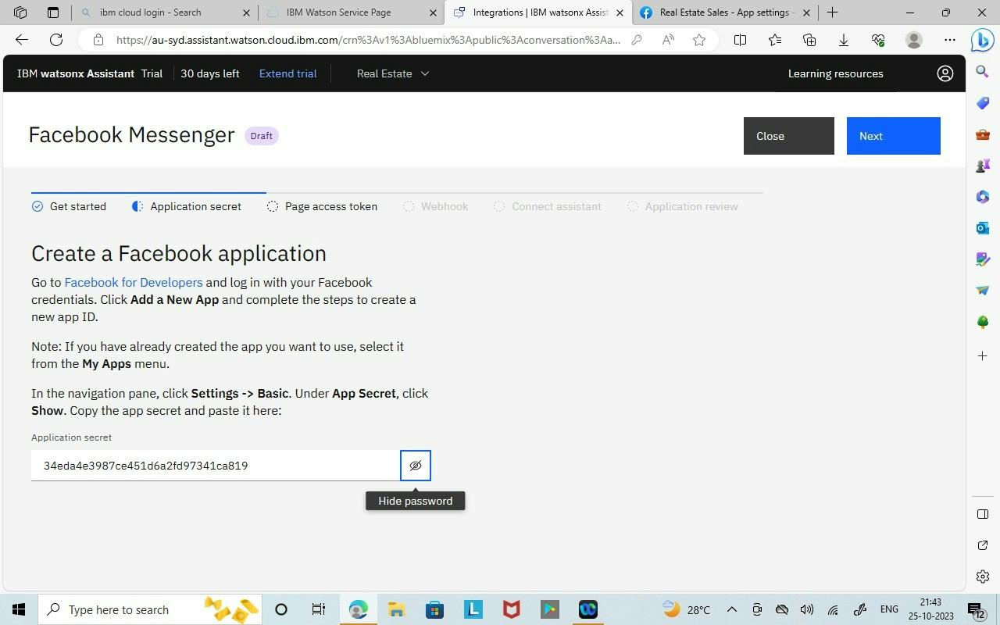 ibm cloud login - Search
IBM Watson Service Page
Integrations | IBM watsonx Assist
Real Estate Sales - App settings -
https://au-syd.assistant.watson.cloud.ibm.com/crn%3Av1%3Abluemix%3Apublic%3Aconversation%3Aa...
IBM watsonx Assistant Trial 30 days left Extend trial Real Estate Learning resources
Facebook Messenger Draft
Close
Next
Get started
Application secret
Page access token
Webhook
Connect assistant
Application review
Create a Facebook application
Go to Facebook for Developers and log in with your Facebook
credentials. Click Add a New App and complete the steps to create a
new app ID.
Note: If you have already created the app you want to use, select it
from the My Apps menu.
In the navigation pane, click Settings -> Basic. Under App Secret, click
Show. Copy the app secret and paste it here:
Application secret
34eda4e3987ce451d6a2fd97341ca819
Hide password
Type here to search
28°C
ENG
21:43
25-10-2023
12